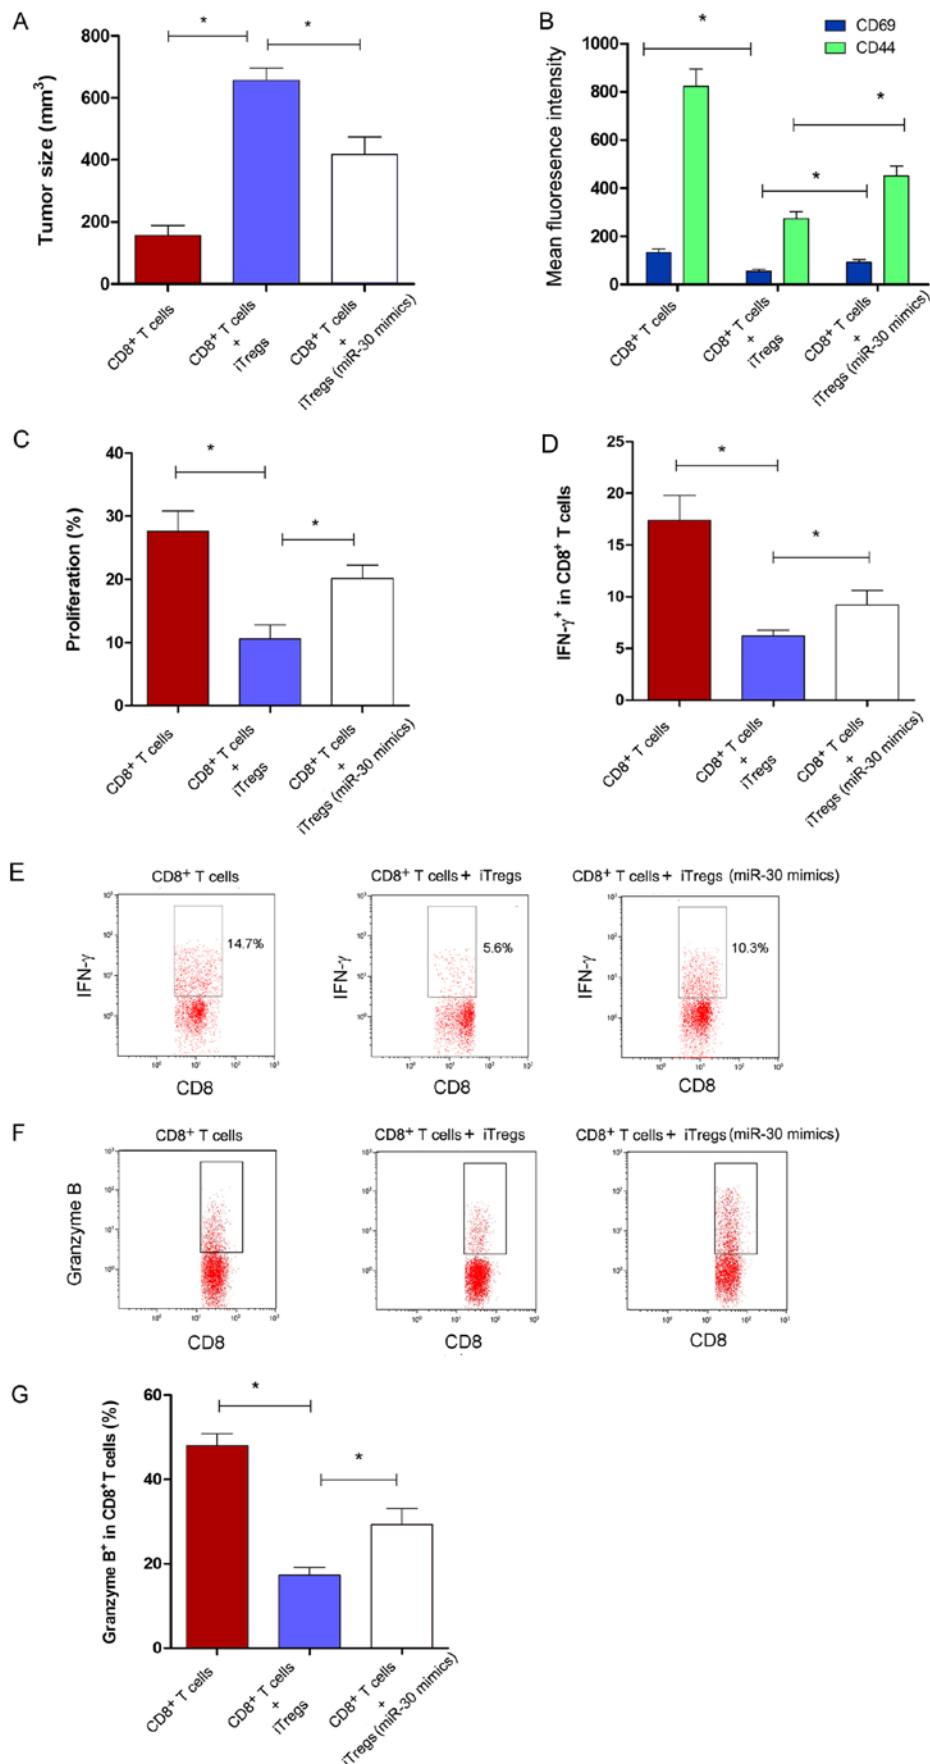 A
Tumor size (mm³)
800
600
400
200
0
* *
CD8⁺ T cells
CD8⁺ T cells
+
iTregs
CD8⁺ T cells
+
iTregs (miR-30 mimics)
B
CD69
CD44
Mean fluoresence intensity
1000
800
600
400
200
0
*
*
*
CD8⁺ T cells
CD8⁺ T cells
+
iTregs
CD8⁺ T cells
+
iTregs (miR-30 mimics)
C
Proliferation (%)
40
30
20
10
0
*
*
CD8⁺ T cells
CD8⁺ T cells
+
iTregs
CD8⁺ T cells
+
iTregs (miR-30 mimics)
D
IFN-γ⁺ in CD8⁺ T cells
25
20
15
10
5
0
*
*
CD8⁺ T cells
CD8⁺ T cells
+
iTregs
CD8⁺ T cells
+
iTregs (miR-30 mimics)
E
CD8⁺ T cells
14.7%
IFN-γ
CD8
CD8⁺ T cells + iTregs
5.6%
IFN-γ
CD8
CD8⁺ T cells + iTregs (miR-30 mimics)
10.3%
IFN-γ
CD8
F
CD8⁺ T cells
Granzyme B
CD8
CD8⁺ T cells + iTregs
CD8
CD8⁺ T cells + iTregs (miR-30 mimics)
CD8
G
Granzyme B⁺ in CD8⁺T cells (%)
60
40
20
0
*
*
CD8⁺ T cells
CD8⁺ T cells
+
iTregs
CD8⁺ T cells
+
iTregs (miR-30 mimics)